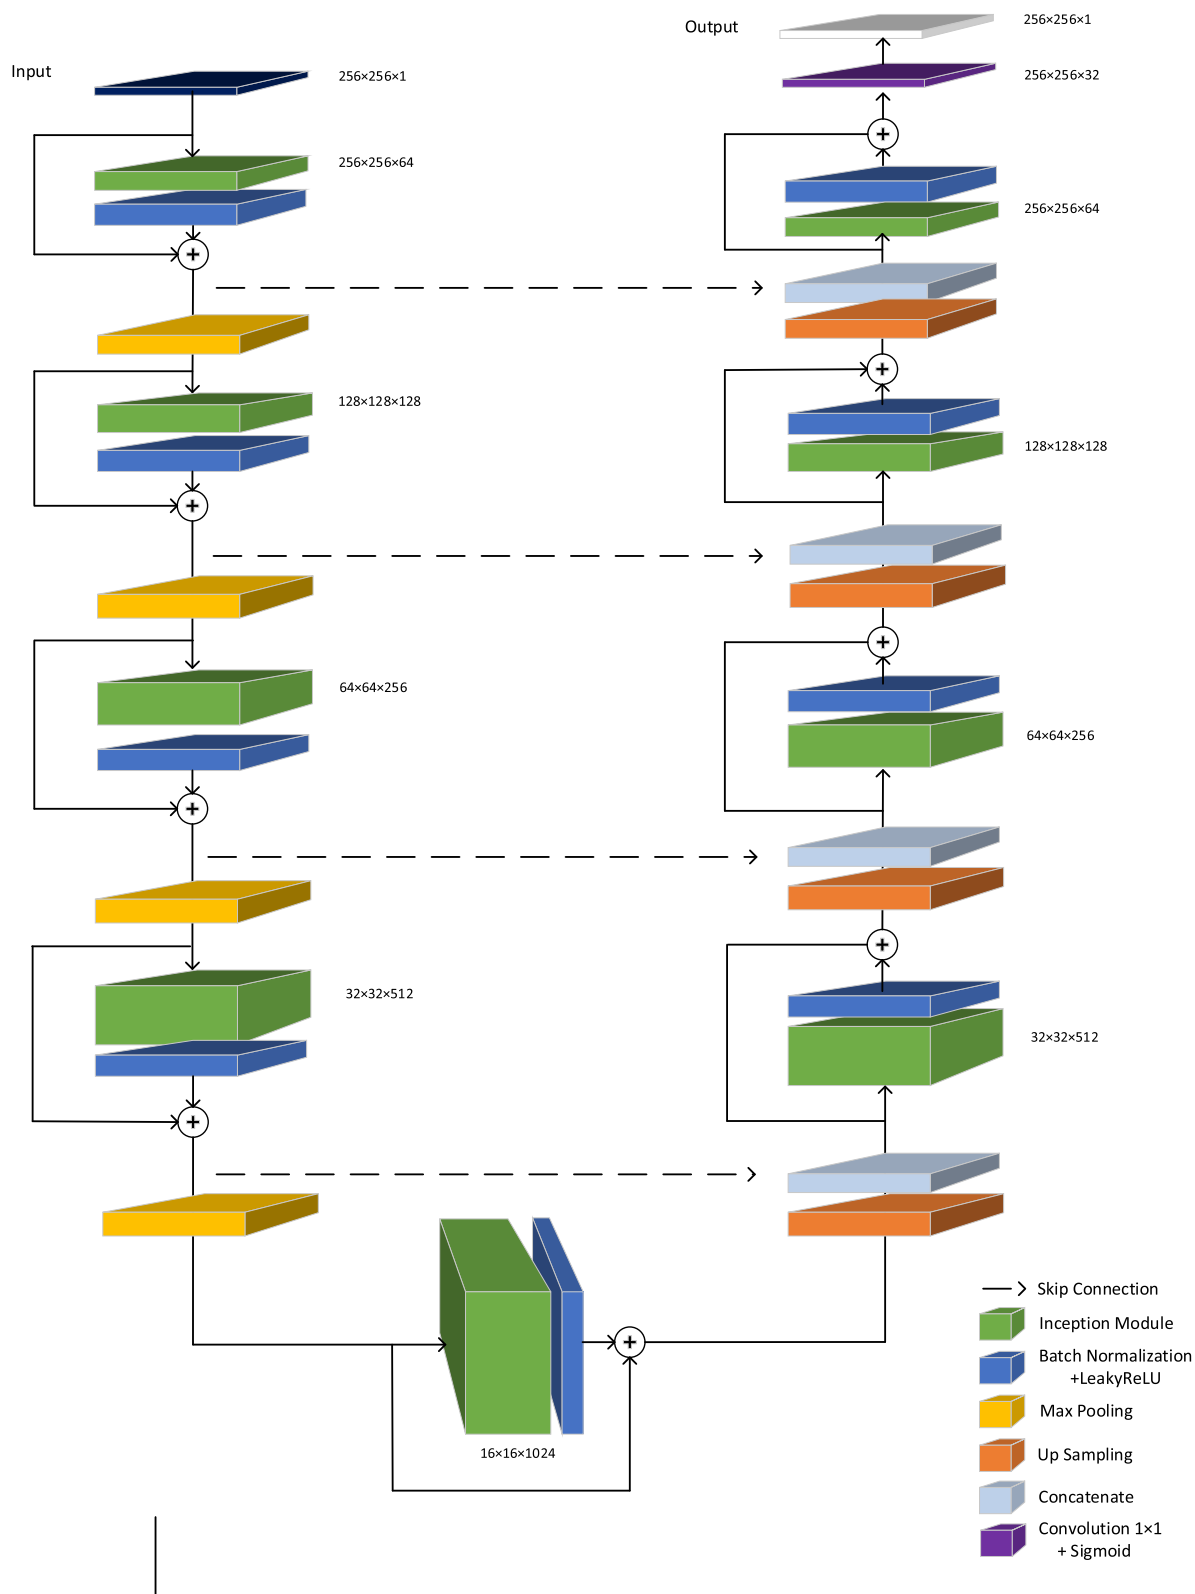 Input
256×256×1
256×256×64
128×128×128
64×64×256
32×32×512
16×16×1024
Output
256×256×1
256×256×32
256×256×64
128×128×128
64×64×256
32×32×512
Skip Connection
Inception Module
Batch Normalization
+LeakyReLU
Max Pooling
Up Sampling
Concatenate
Convolution 1×1
+ Sigmoid